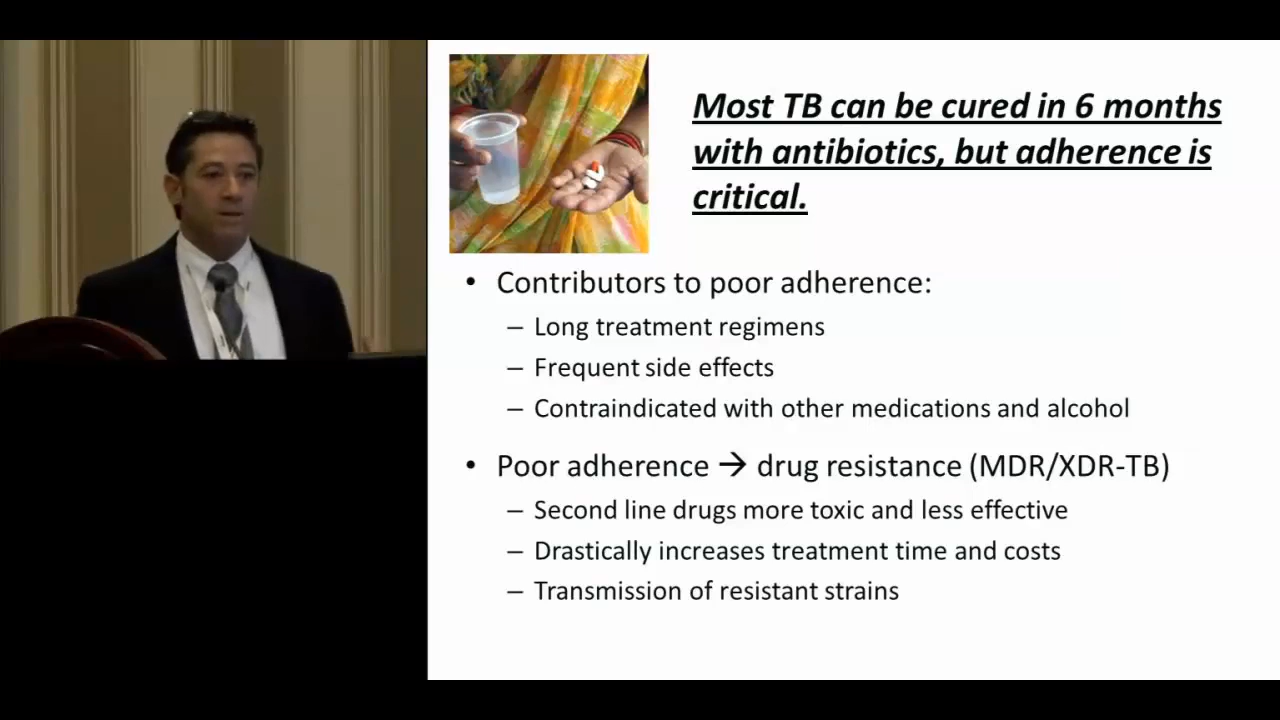 Most TB can be cured in 6 months
with antibiotics, but adherence is
critical.
• Contributors to poor adherence:
– Long treatment regimens
– Frequent side effects
– Contraindicated with other medications and alcohol
• Poor adherence → drug resistance (MDR/XDR-TB)
– Second line drugs more toxic and less effective
– Drastically increases treatment time and costs
– Transmission of resistant strains